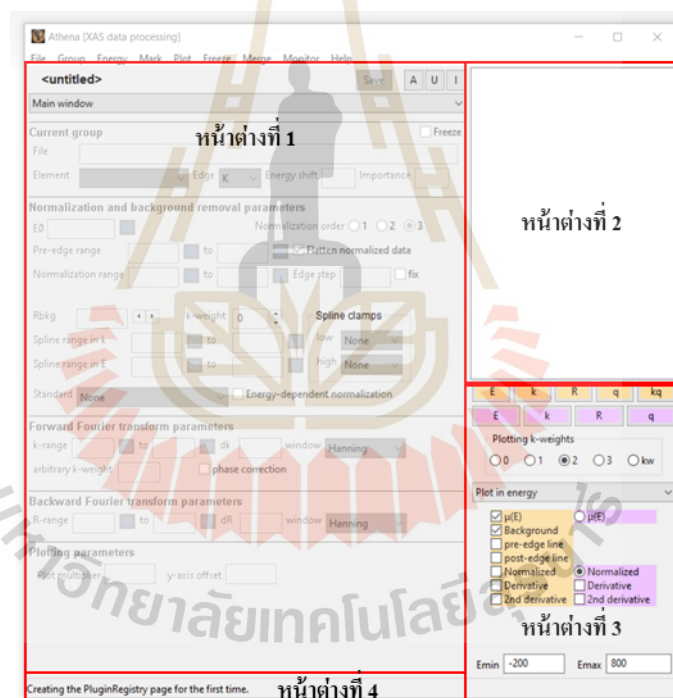 Athena [XAS data processing]
File Group Energy Mark Plot Freeze Merge Monitor Help
<untitled> Save A U I
Main window
หน้าต่างที่ 1
Current group Freeze
File
Element Edge K Energy shift Importance
Normalization and background removal parameters
E0 Normalization order 1 2 3
Pre-edge range to Flatten normalized data
Normalization range to Edge step fix
Rbkg k-weight 0 Spline clamps
Spline range in k to low None
Spline range in E to high None
Standard None Energy-dependent normalization
Forward Fourier transform parameters
k-range to dk window Hanning
arbitrary k-weight phase correction
Backward Fourier transform parameters
R-range to dR window Hanning
Plotting parameters
Plot multiplier y-axis offset
Creating the PluginRegistry page for the first time.
หน้าต่างที่ 4
หน้าต่างที่ 2
E k R q kq
E k R q
Plotting k-weights
0 1 2 3 kw
Plot in energy
μ(E) μ(E)
Background
pre-edge line
post-edge line
Normalized Normalized
Derivative Derivative
2nd derivative 2nd derivative
หน้าต่างที่ 3
Emin -200 Emax 800